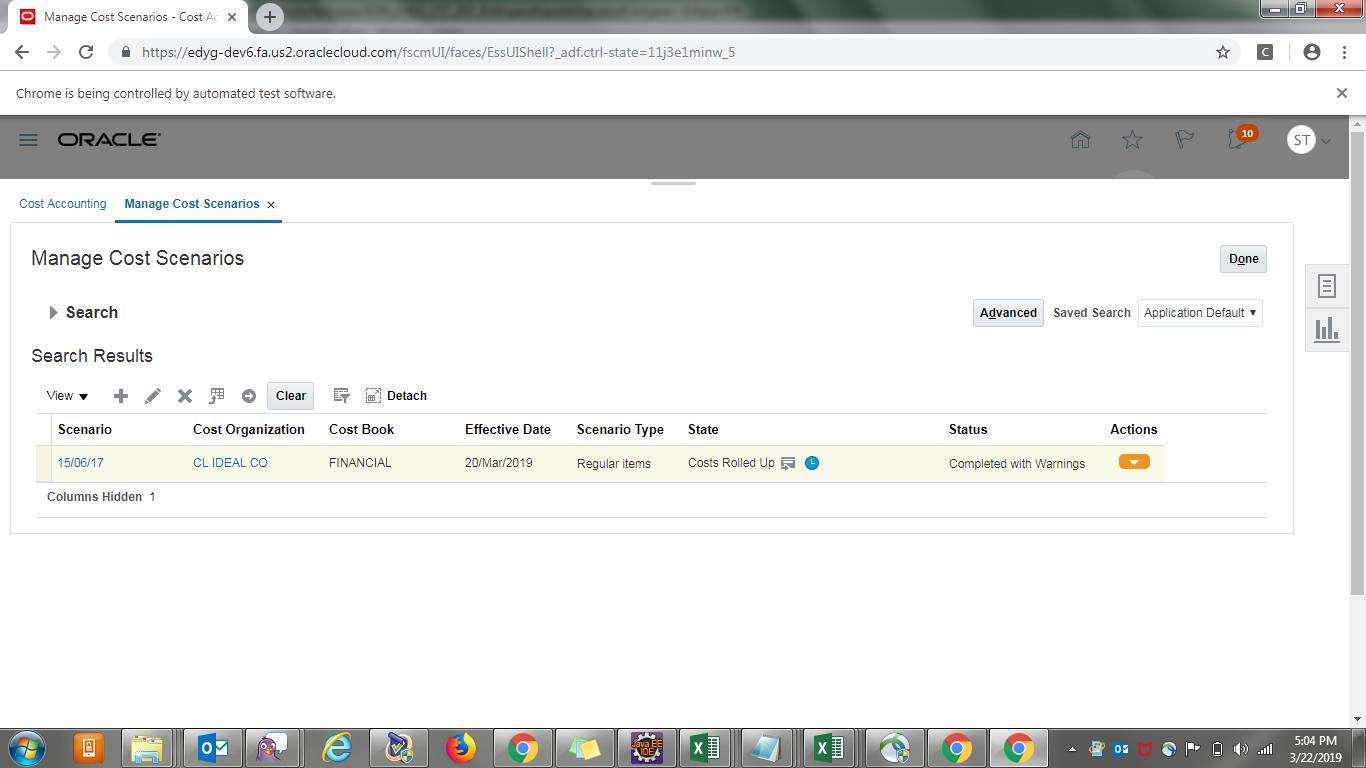 Manage Cost Scenarios - Cost Ac
https://edyg-dev6.fa.us2.oraclecloud.com/fscmUI/faces/EssUIShell?_adf.ctrl-state=11j3e1minw_5
C
Chrome is being controlled by automated test software.
ORACLE
10
ST
Cost Accounting
Manage Cost Scenarios
Manage Cost Scenarios
Done
Search
Advanced
Saved Search
Application Default
Search Results
View
Clear
Detach
Scenario Cost Organization Cost Book Effective Date Scenario Type State Status Actions
15/06/17 CL IDEAL CO FINANCIAL 20/Mar/2019 Regular items Costs Rolled Up Completed with Warnings
Columns Hidden 1
Java EE
IDE
5:04 PM
3/22/2019